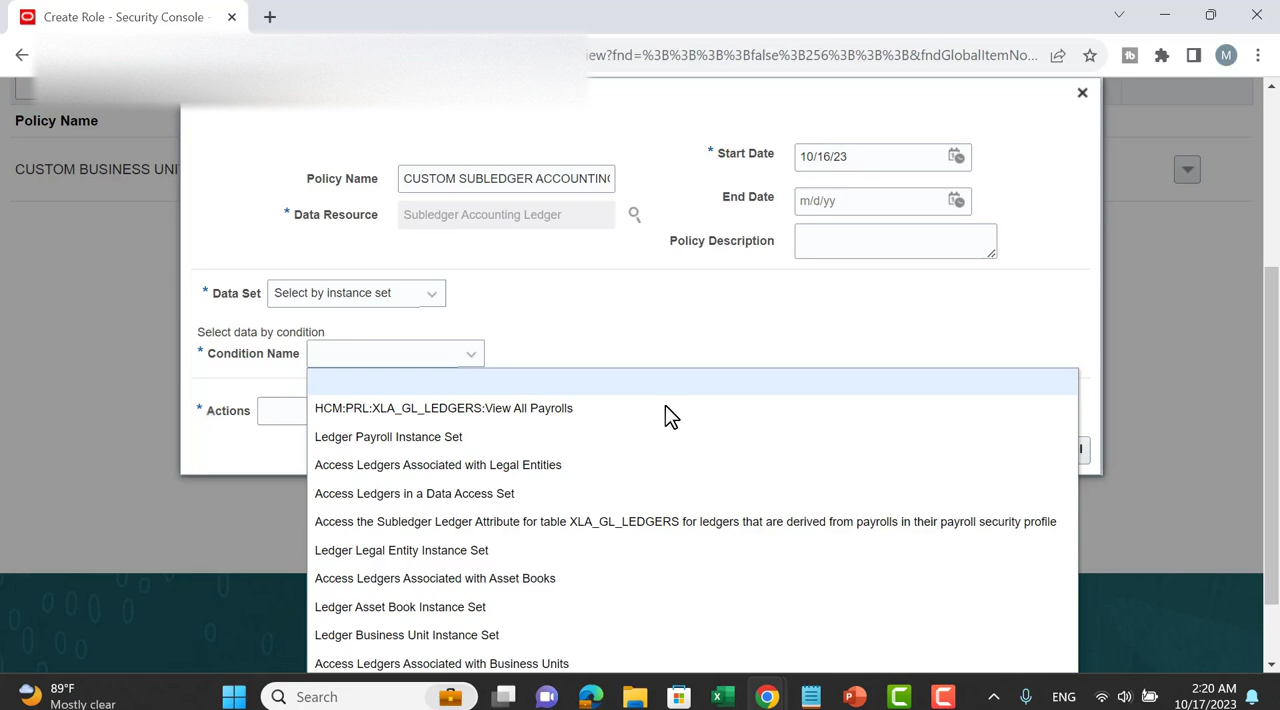 Create Role - Security Console -
iew?fnd=%3B%3B%3B%3Bfalse%3B256%3B%3B%3B&fndGlobalItemNo...
tb
M
Policy Name
CUSTOM BUSINESS UNI
* Start Date 10/16/23
Policy Name CUSTOM SUBLEDGER ACCOUNTING
End Date m/d/yy
* Data Resource Subledger Accounting Ledger
Policy Description
* Data Set Select by instance set
Select data by condition
* Condition Name
HCM:PRL:XLA_GL_LEDGERS:View All Payrolls
* Actions
Ledger Payroll Instance Set
Access Ledgers Associated with Legal Entities
Access Ledgers in a Data Access Set
Access the Subledger Ledger Attribute for table XLA_GL_LEDGERS for ledgers that are derived from payrolls in their payroll security profile
Ledger Legal Entity Instance Set
Access Ledgers Associated with Asset Books
Ledger Asset Book Instance Set
Ledger Business Unit Instance Set
Access Ledgers Associated with Business Units
89°F
Mostly clear
Search
ENG
2:20 AM
10/17/2023